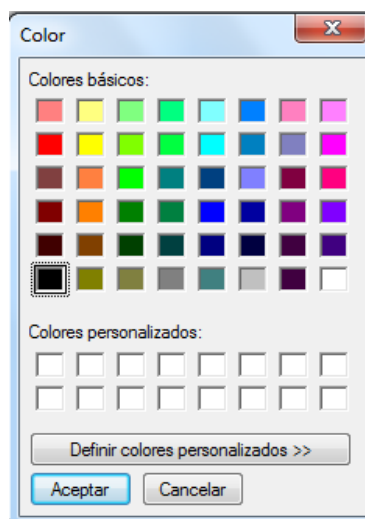 Color
Colores básicos:
Colores personalizados:
Definir colores personalizados >>
Aceptar
Cancelar